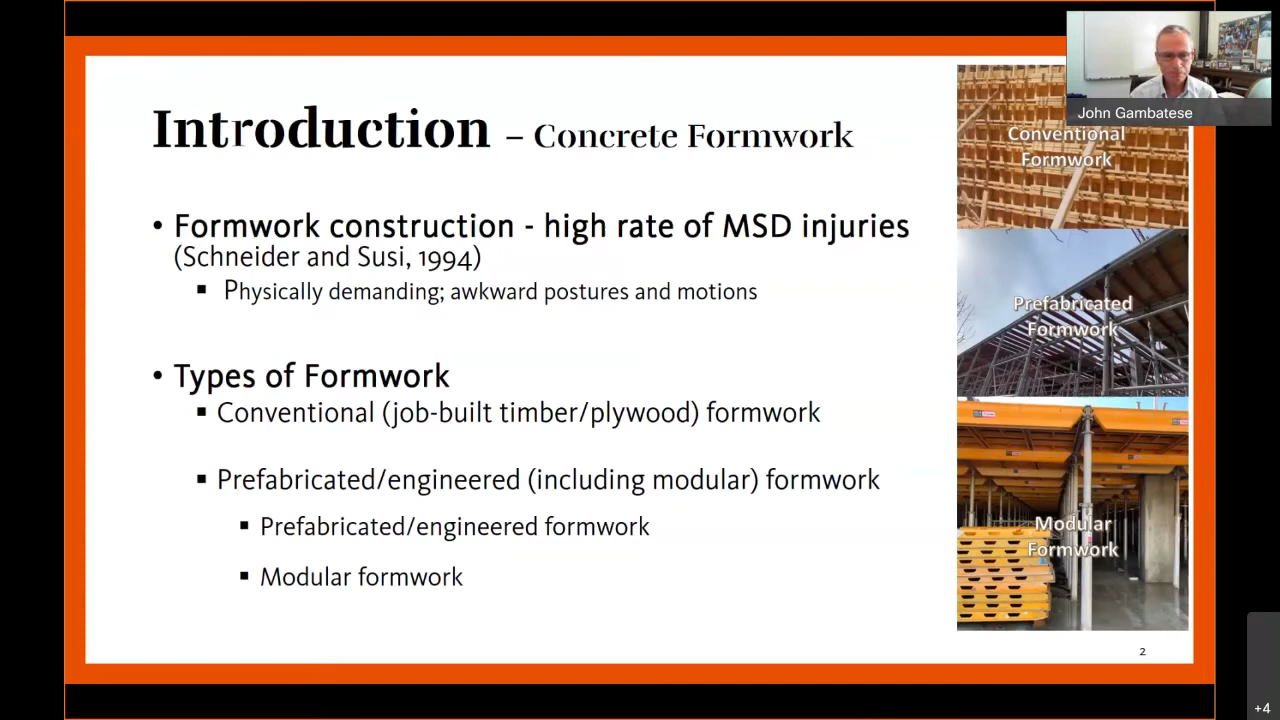 Introduction – Concrete Formwork
• Formwork construction - high rate of MSD injuries
(Schneider and Susi, 1994)
▪ Physically demanding; awkward postures and motions
• Types of Formwork
▪ Conventional (job-built timber/plywood) formwork
▪ Prefabricated/engineered (including modular) formwork
▪ Prefabricated/engineered formwork
▪ Modular formwork
John Gambatese
Conventional
Formwork
Prefabricated
Formwork
Modular
Formwork
2
+4